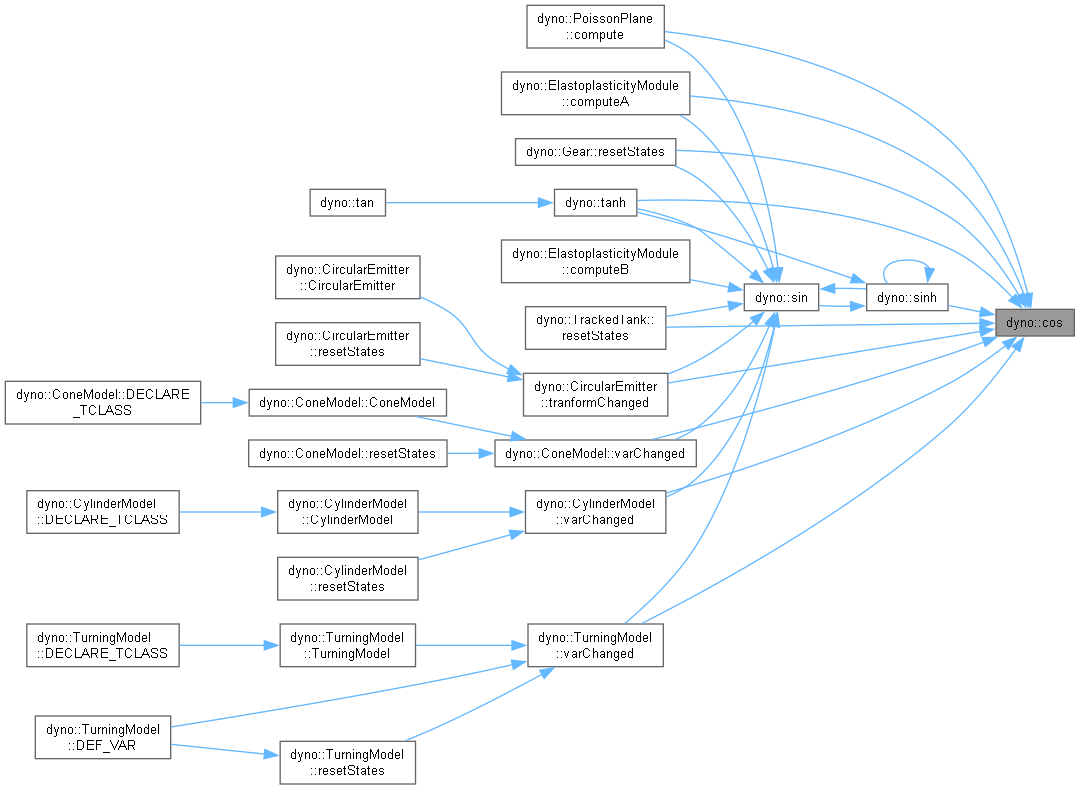 dyno::PoissonPlane
::compute
dyno::ElastoplasticityModule
::computeA
dyno::Gear::resetStates
dyno::tan
dyno::tanh
dyno::ElastoplasticityModule
::computeB
dyno::CircularEmitter
::CircularEmitter
dyno::sin
dyno::sinh
dyno::TrackedTank::
resetStates
dyno::cos
dyno::CircularEmitter
::resetStates
dyno::CircularEmitter
::tranformChanged
dyno::ConeModel::DECLARE
_TCLASS
dyno::ConeModel::ConeModel
dyno::ConeModel::resetStates
dyno::ConeModel::varChanged
dyno::CylinderModel
::DECLARE_TCLASS
dyno::CylinderModel
::CylinderModel
dyno::CylinderModel
::varChanged
dyno::CylinderModel
::resetStates
dyno::TurningModel
::DECLARE_TCLASS
dyno::TurningModel
::TurningModel
dyno::TurningModel
::varChanged
dyno::TurningModel
::DEF_VAR
dyno::TurningModel
::resetStates